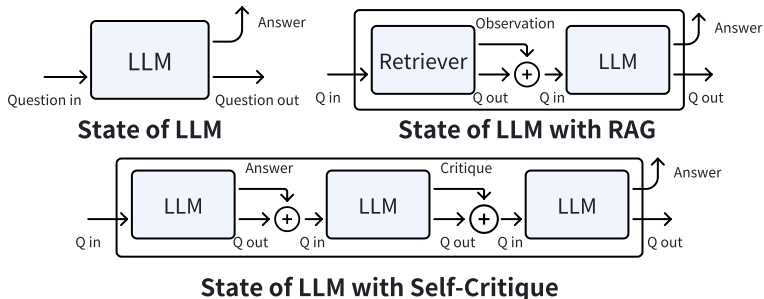 Answer
LLM
Question in
Question out
State of LLM
Observation
Answer
Retriever
LLM
Q in
Q out
Q in
Q out
State of LLM with RAG
Answer
Critique
Answer
LLM
LLM
LLM
Q in
Q out
Q in
Q out
Q in
Q out
State of LLM with Self-Critique